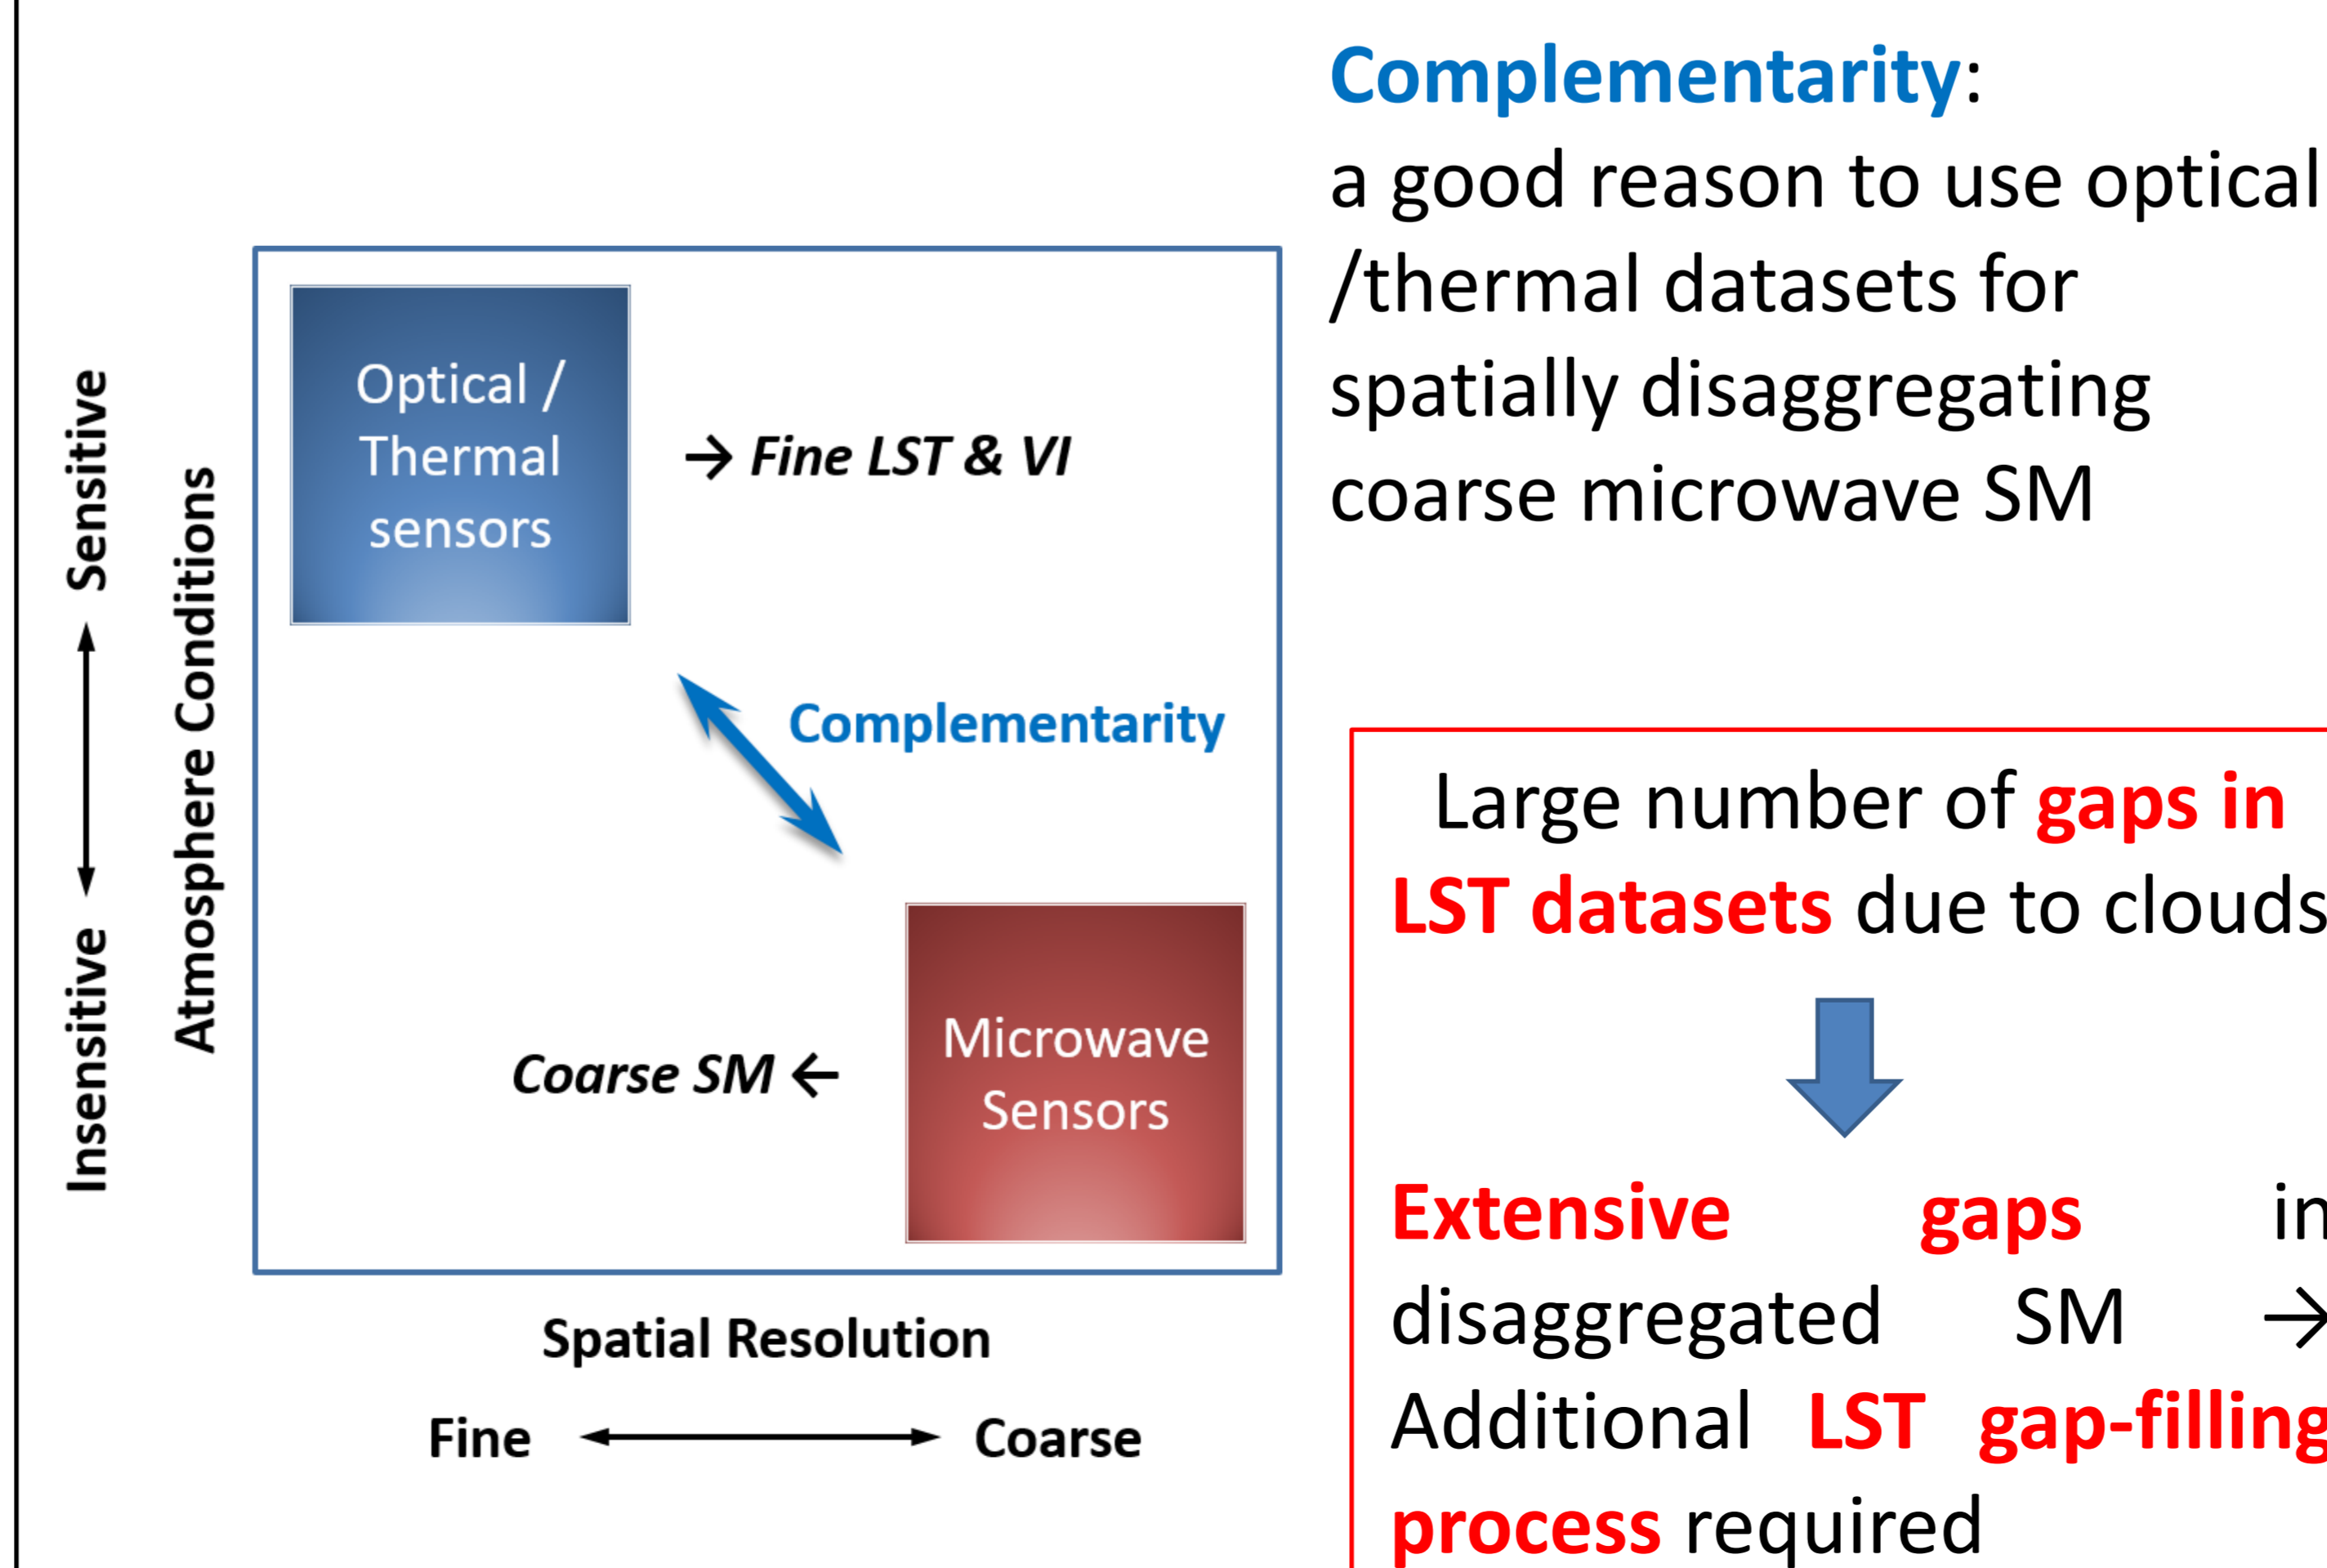 Complementarity:
a good reason to use optical
/thermal datasets for
spatially disaggregating
coarse microwave SM
Sensitive
Insensitive
Atmosphere Conditions
Optical /
Thermal
sensors
→ Fine LST & VI
Complementarity
Coarse SM ←
Microwave
Sensors
Spatial Resolution
Fine
Coarse
Large number of gaps in
LST datasets due to clouds
Extensive gaps in
disaggregated SM →
Additional LST gap-filling
process required